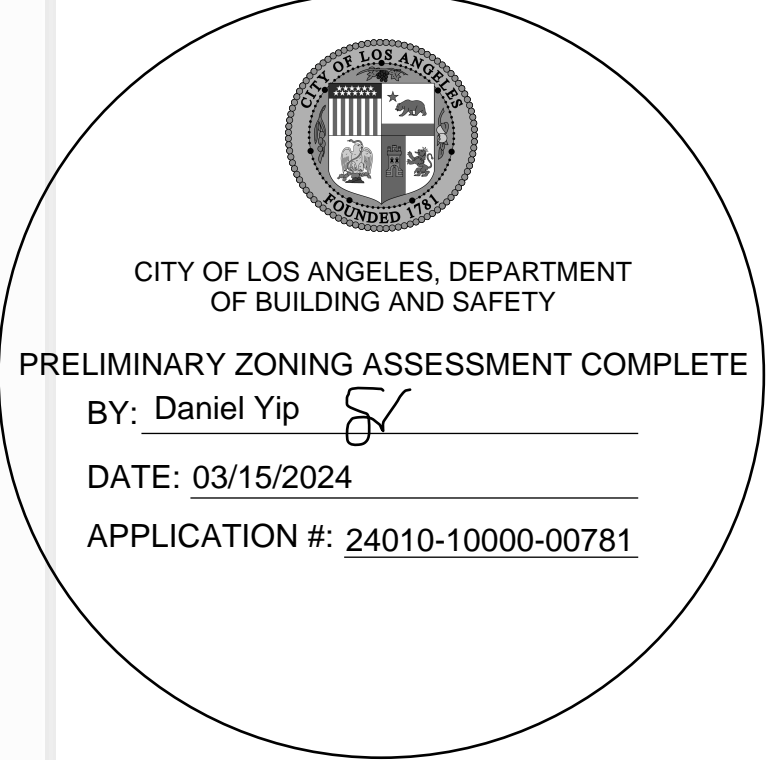 CITY OF LOS ANGELES
FOUNDED 1781
CITY OF LOS ANGELES, DEPARTMENT
OF BUILDING AND SAFETY
PRELIMINARY ZONING ASSESSMENT COMPLETE
BY: Daniel Yip
DATE: 03/15/2024
APPLICATION #: 24010-10000-00781